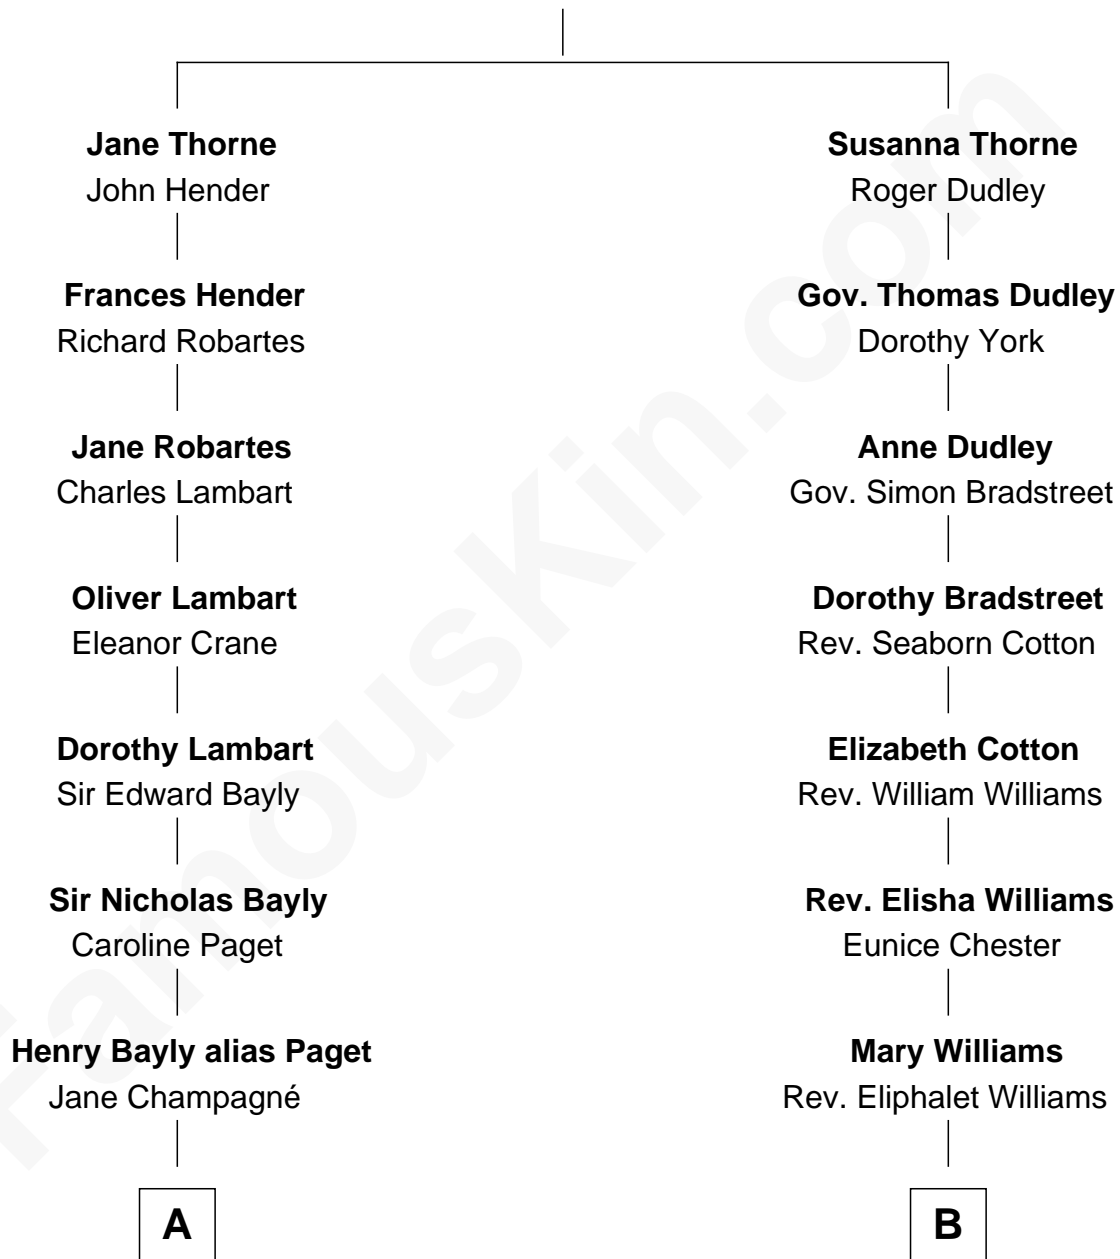 Jane Thorne
John Hender
Susanna Thorne
Roger Dudley
Frances Hender
Richard Robartes
Gov. Thomas Dudley
Dorothy York
Jane Robartes
Charles Lambart
Anne Dudley
Gov. Simon Bradstreet
Oliver Lambart
Eleanor Crane
Dorothy Bradstreet
Rev. Seaborn Cotton
Dorothy Lambart
Sir Edward Bayly
Elizabeth Cotton
Rev. William Williams
Sir Nicholas Bayly
Caroline Paget
Rev. Elisha Williams
Eunice Chester
Henry Bayly alias Paget
Jane Champagné
Mary Williams
Rev. Eliphalet Williams
A
B
FamousKin.com